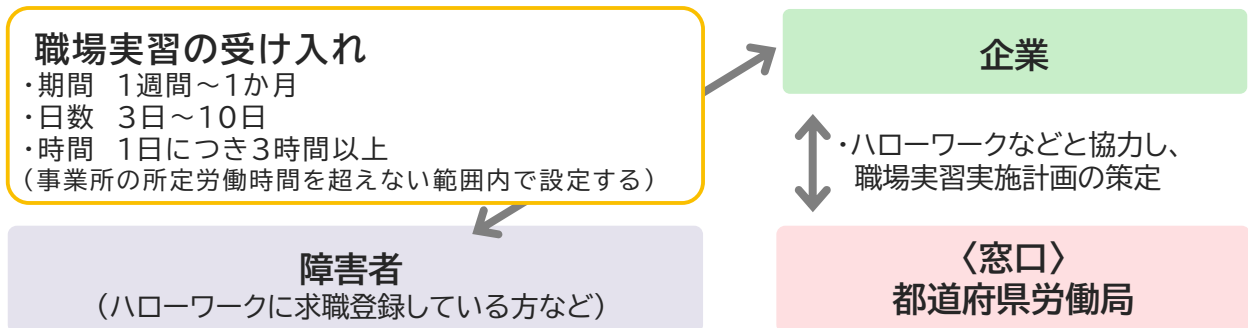 職場実習の受け入れ
・期間　1週間～1か月
・日数　3日～10日
・時間　1日につき3時間以上
（事業所の所定労働時間を超えない範囲内で設定する）
企業
・ハローワークなどと協力し、
職場実習実施計画の策定
障害者
（ハローワークに求職登録している方など）
〈窓口〉
都道府県労働局